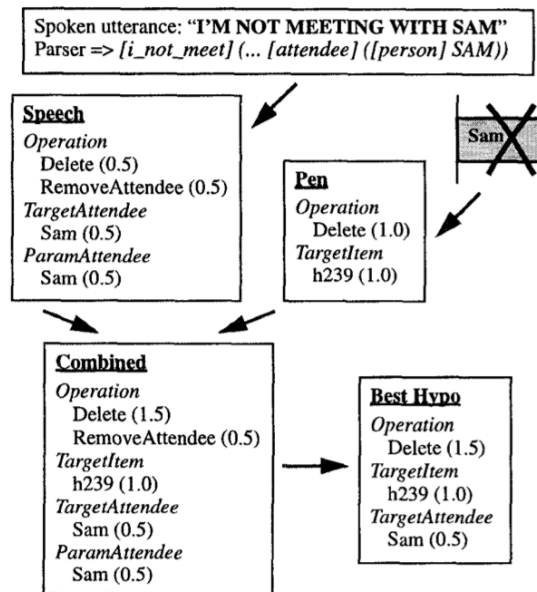 Spoken utterance: “I'M NOT MEETING WITH SAM”
Parser => [i_not_meet] (... [attendee] ([person] SAM))
Speech
Operation
Delete (0.5)
RemoveAttendee (0.5)
TargetAttendee
Sam (0.5)
ParamAttendee
Sam (0.5)
Sam
Pen
Operation
Delete (1.0)
TargetItem
h239 (1.0)
Combined
Operation
Delete (1.5)
RemoveAttendee (0.5)
TargetItem
h239 (1.0)
TargetAttendee
Sam (0.5)
ParamAttendee
Sam (0.5)
Best Hypo
Operation
Delete (1.5)
TargetItem
h239 (1.0)
TargetAttendee
Sam (0.5)